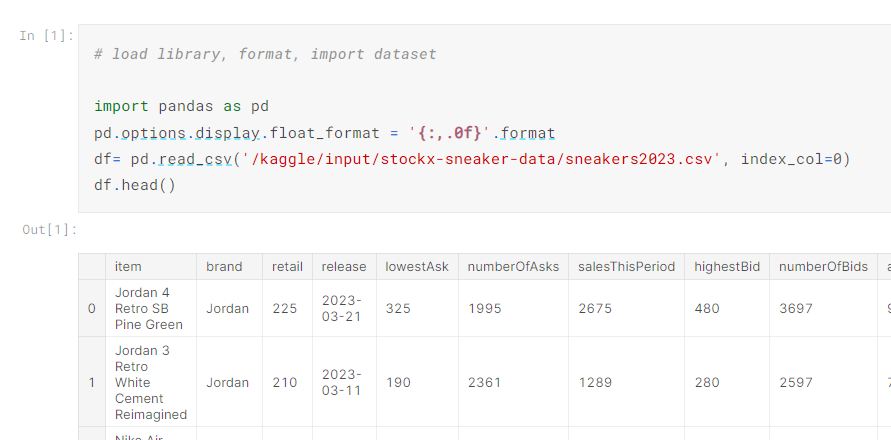 In [1]:
# load library, format, import dataset
import pandas as pd
pd.options.display.float_format = '{:,.0f}'.format
df= pd.read_csv('/kaggle/input/stockx-sneaker-data/sneakers2023.csv', index_col=0)
df.head()
Out[1]:
item brand retail release lowestAsk numberOfAsks salesThisPeriod highestBid numberOfBids
0 Jordan 4 Retro SB Pine Green Jordan 225 2023-03-21 325 1995 2675 480 3697
1 Jordan 3 Retro White Cement Reimagined Jordan 210 2023-03-11 190 2361 1289 280 2597
Nike Air